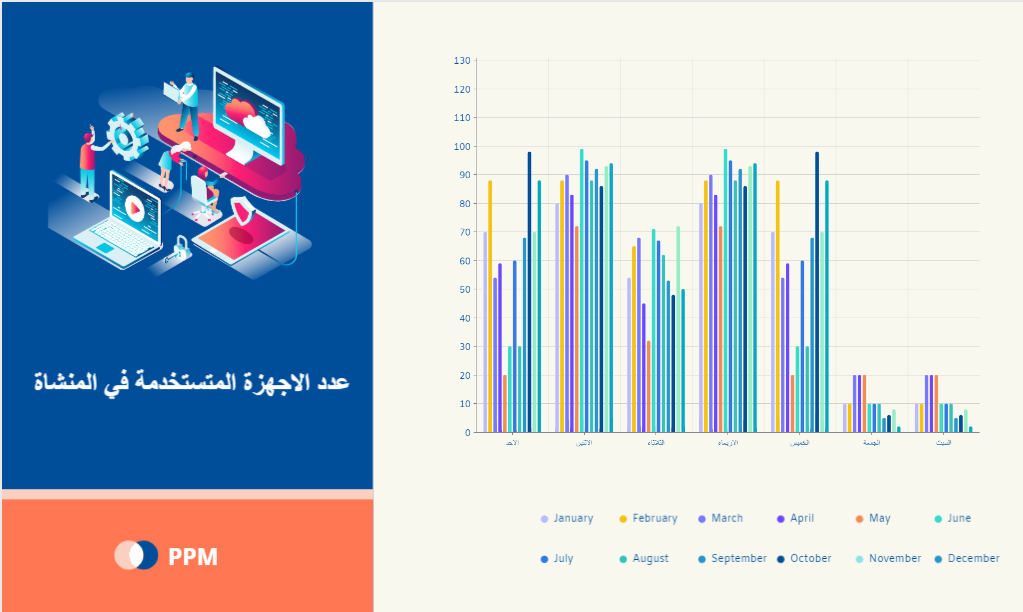 عدد الاجهزة المتستخدمة في المنشاة
PPM
130
120
110
100
90
80
70
60
50
40
30
20
10
0
الاحد الاثنين الثلاثاء الاربعاء الخميس الجمعة السبت
January February March April May June
July August September October November December